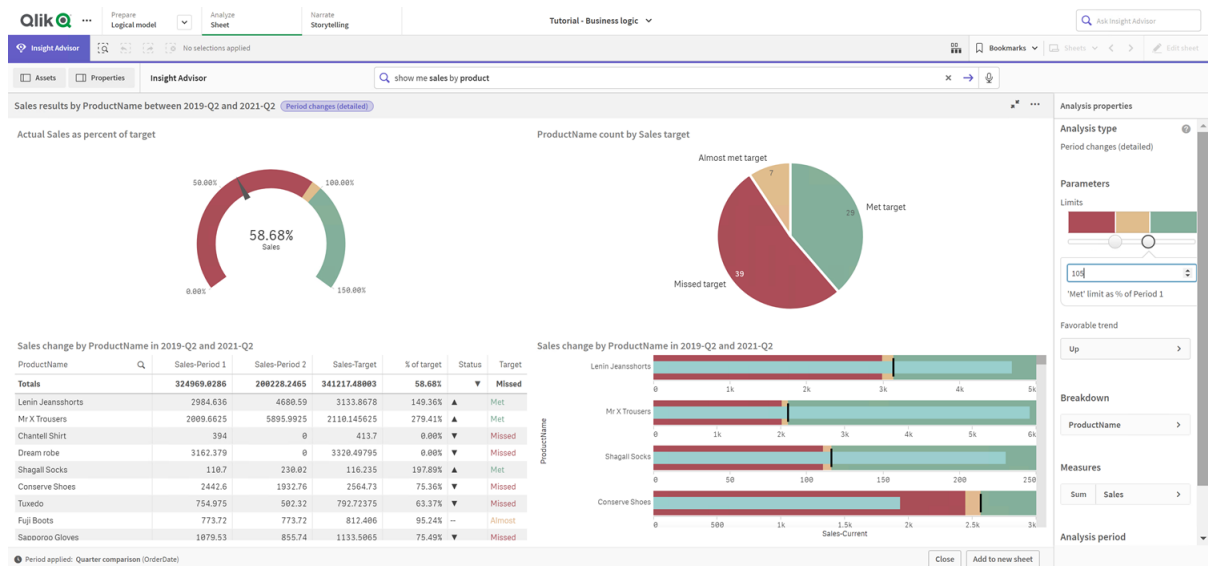 Qlik Q ... Prepare Logical model Analyze Sheet Narrate Storytelling Tutorial - Business logic Ask Insight Advisor
Insight Advisor No selections applied Bookmarks Sheets Edit sheet
Assets Properties Insight Advisor show me sales by product
Sales results by ProductName between 2019-Q2 and 2021-Q2 Period changes (detailed)
Actual Sales as percent of target
50.00% 100.00%
58.68%
Sales
0.00% 150.00%
ProductName count by Sales target
Almost met target
7
29 Met target
39
Missed target
Sales change by ProductName in 2019-Q2 and 2021-Q2
ProductName Sales-Period 1 Sales-Period 2 Sales-Target % of target Status Target
Totals 324969.0286 200228.2465 341217.48003 58.68% ▼ Missed
Lenin Jeansshorts 2984.636 4680.59 3133.8678 149.36% ▲ Met
Mr X Trousers 2009.6625 5895.9925 2110.145625 279.41% ▲ Met
Chantell Shirt 394 0 413.7 0.00% ▼ Missed
Dream robe 3162.379 0 3320.49795 0.00% ▼ Missed
Shagall Socks 110.7 230.02 116.235 197.89% ▲ Met
Conserve Shoes 2442.6 1932.76 2564.73 75.36% ▼ Missed
Tuxedo 754.975 502.32 792.72375 63.37% ▼ Missed
Fuji Boots 773.72 773.72 812.406 95.24% -- Almost
Sapporoo Gloves 1079.53 855.74 1133.5065 75.49% ▼ Missed
Sales change by ProductName in 2019-Q2 and 2021-Q2
ProductName
Lenin Jeansshorts
0 1k 2k 3k 4k 5k
Mr X Trousers
0 1k 2k 3k 4k 5k 6k
Shagall Socks
0 50 100 150 200 250
Conserve Shoes
0 500 1k 1.5k 2k 2.5k 3k
Sales-Current
Analysis properties
Analysis type
Period changes (detailed)
Parameters
Limits
105
'Met' limit as % of Period 1
Favorable trend
Up
Breakdown
ProductName
Measures
Sum Sales
Analysis period
Period applied: Quarter comparison (OrderDate) Close Add to new sheet